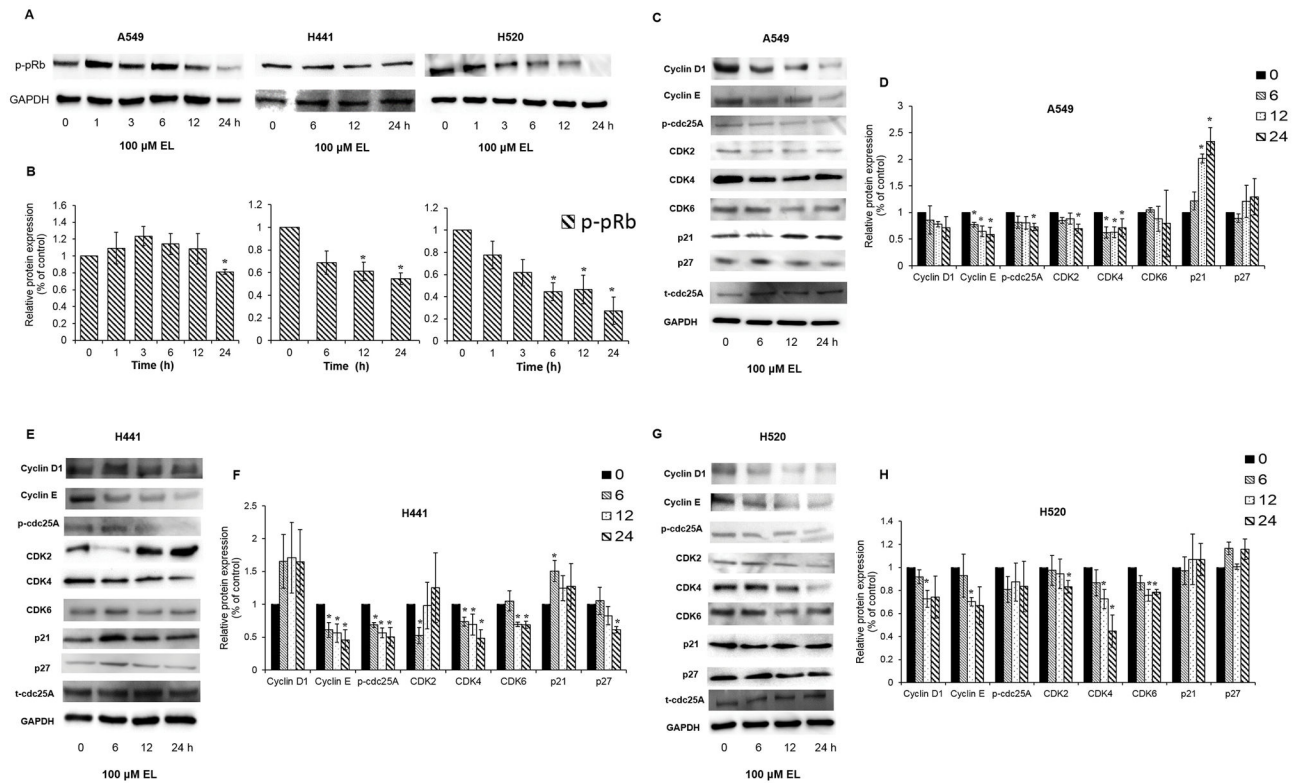 A
A549
H441
H520
p-pRb
GAPDH
0 1 3 6 12 24 h
0 6 12 24 h
0 1 3 6 12 24 h
100 µM EL
100 µM EL
100 µM EL
B
Relative protein expression
(% of control)
1.6
1.4
1.2
1
0.8
0.6
0.4
0.2
0
*
0 1 3 6 12 24
Time (h)
1.2
1
0.8
0.6
0.4
0.2
0
* *
0 6 12 24
Time (h)
1.2
1
0.8
0.6
0.4
0.2
0
* * *
0 1 3 6 12 24
Time (h)
p-pRb
C
A549
Cyclin D1
Cyclin E
p-cdc25A
CDK2
CDK4
CDK6
p21
p27
t-cdc25A
GAPDH
0 6 12 24 h
100 µM EL
D
A549
0
6
12
24
Relative protein expression
(% of control)
3
2.5
2
1.5
1
0.5
0
* * * * * * * * * *
Cyclin D1 Cyclin E p-cdc25A CDK2 CDK4 CDK6 p21 p27
E
H441
Cyclin D1
Cyclin E
p-cdc25A
CDK2
CDK4
CDK6
p21
p27
t-cdc25A
GAPDH
0 6 12 24 h
100 µM EL
F
H441
0
6
12
24
Relative protein expression
(% of control)
2.5
2
1.5
1
0.5
0
* * * * * * * * * * * * * *
Cyclin D1 Cyclin E p-cdc25A CDK2 CDK4 CDK6 p21 p27
G
H520
Cyclin D1
Cyclin E
p-cdc25A
CDK2
CDK4
CDK6
p21
p27
t-cdc25A
GAPDH
0 6 12 24 h
100 µM EL
H
H520
0
6
12
24
Relative protein expression
(% of control)
1.4
1.2
1
0.8
0.6
0.4
0.2
0
* * * * * * *
Cyclin D1 Cyclin E p-cdc25A CDK2 CDK4 CDK6 p21 p27